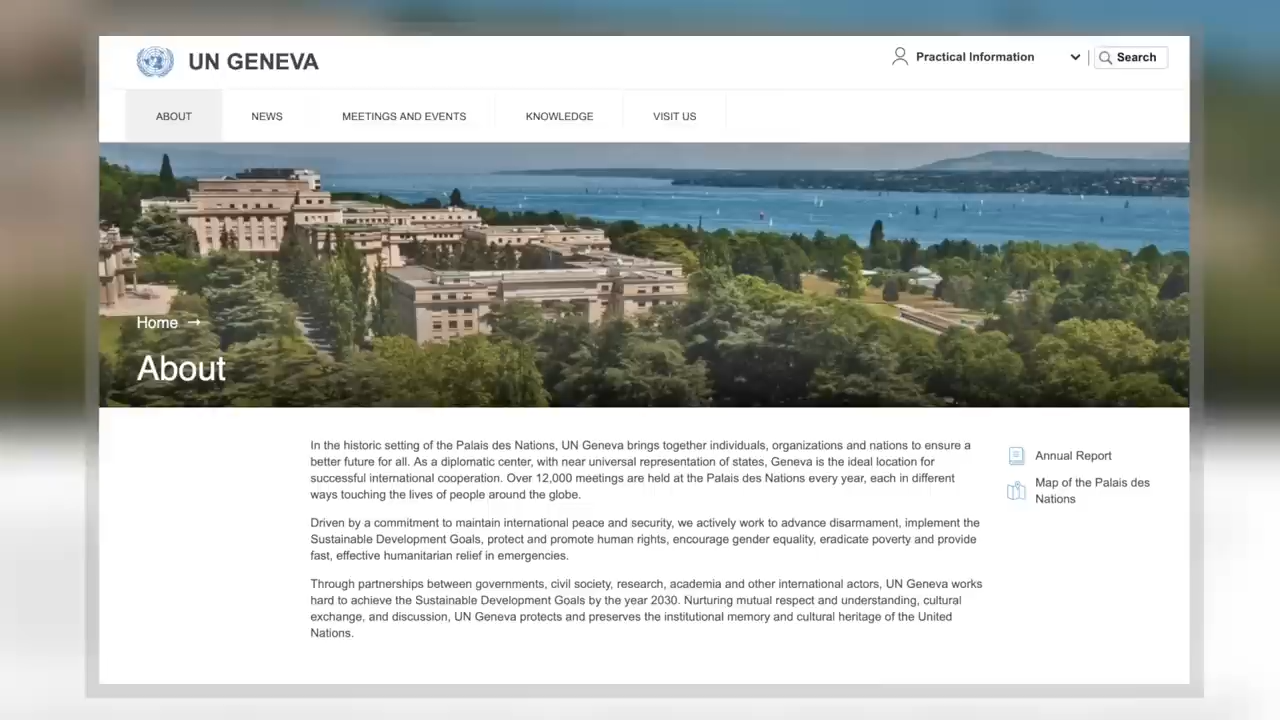 UN GENEVA
Practical Information
Search
ABOUT
NEWS
MEETINGS AND EVENTS
KNOWLEDGE
VISIT US
Home →
About
In the historic setting of the Palais des Nations, UN Geneva brings together individuals, organizations and nations to ensure a
better future for all. As a diplomatic center, with near universal representation of states, Geneva is the ideal location for
successful international cooperation. Over 12,000 meetings are held at the Palais des Nations every year, each in different
ways touching the lives of people around the globe.
Driven by a commitment to maintain international peace and security, we actively work to advance disarmament, implement the
Sustainable Development Goals, protect and promote human rights, encourage gender equality, eradicate poverty and provide
fast, effective humanitarian relief in emergencies.
Through partnerships between governments, civil society, research, academia and other international actors, UN Geneva works
hard to achieve the Sustainable Development Goals by the year 2030. Nurturing mutual respect and understanding, cultural
exchange, and discussion, UN Geneva protects and preserves the institutional memory and cultural heritage of the United
Nations.
Annual Report
Map of the Palais des
Nations